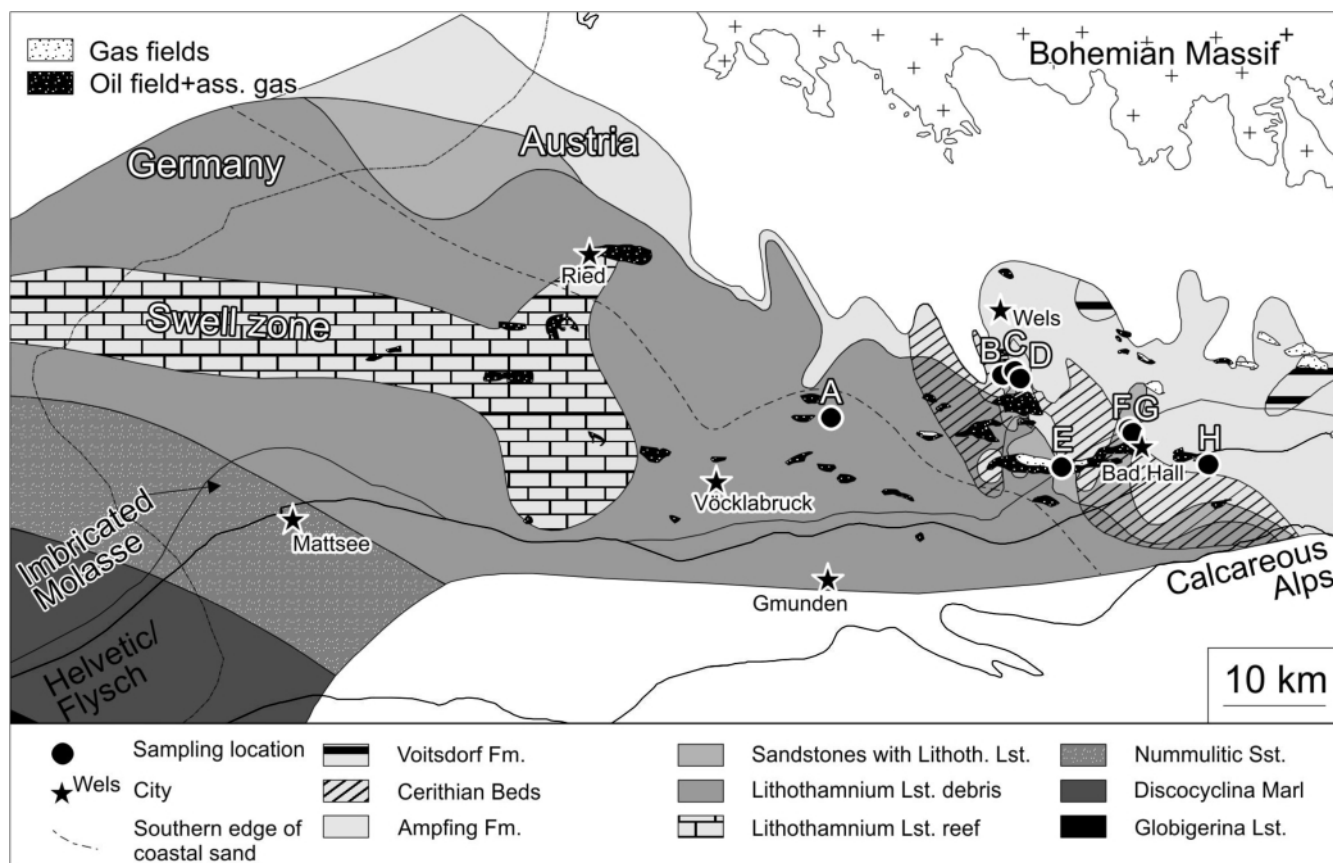 Gas fields
Oil field+ass. gas
Bohemian Massif
Austria
Germany
Ried
Swell zone
Wels
B
C
D
A
F
G
E
H
Bad Hall
Vöcklabruck
Imbricated
Molasse
Mattsee
Gmunden
Calcareous
Alps
Helvetic/
Flysch
10 km
Sampling location
Wels
City
Southern edge of
coastal sand
Voitsdorf Fm.
Cerithian Beds
Ampfing Fm.
Sandstones with Lithoth. Lst.
Lithothamnium Lst. debris
Lithothamnium Lst. reef
Nummulitic Sst.
Discocyclina Marl
Globigerina Lst.